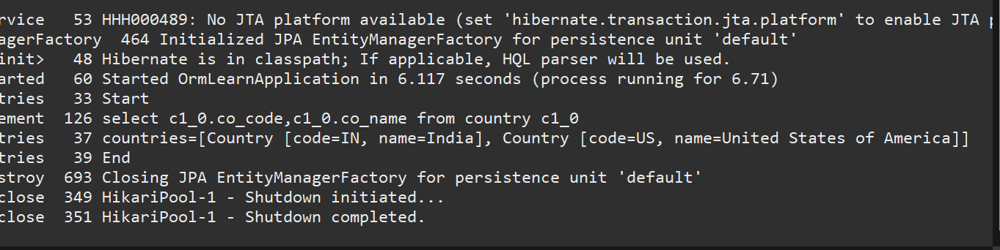 rvice   53 HHH000489: No JTA platform available (set 'hibernate.transaction.jta.platform' to enable JTA
agerFactory  464 Initialized JPA EntityManagerFactory for persistence unit 'default'
init>   48 Hibernate is in classpath; If applicable, HQL parser will be used.
arted   60 Started OrmLearnApplication in 6.117 seconds (process running for 6.71)
tries   33 Start
ement  126 select c1_0.co_code,c1_0.co_name from country c1_0
tries   37 countries=[Country [code=IN, name=India], Country [code=US, name=United States of America]]
tries   39 End
stroy  693 Closing JPA EntityManagerFactory for persistence unit 'default'
close  349 HikariPool-1 - Shutdown initiated...
close  351 HikariPool-1 - Shutdown completed.